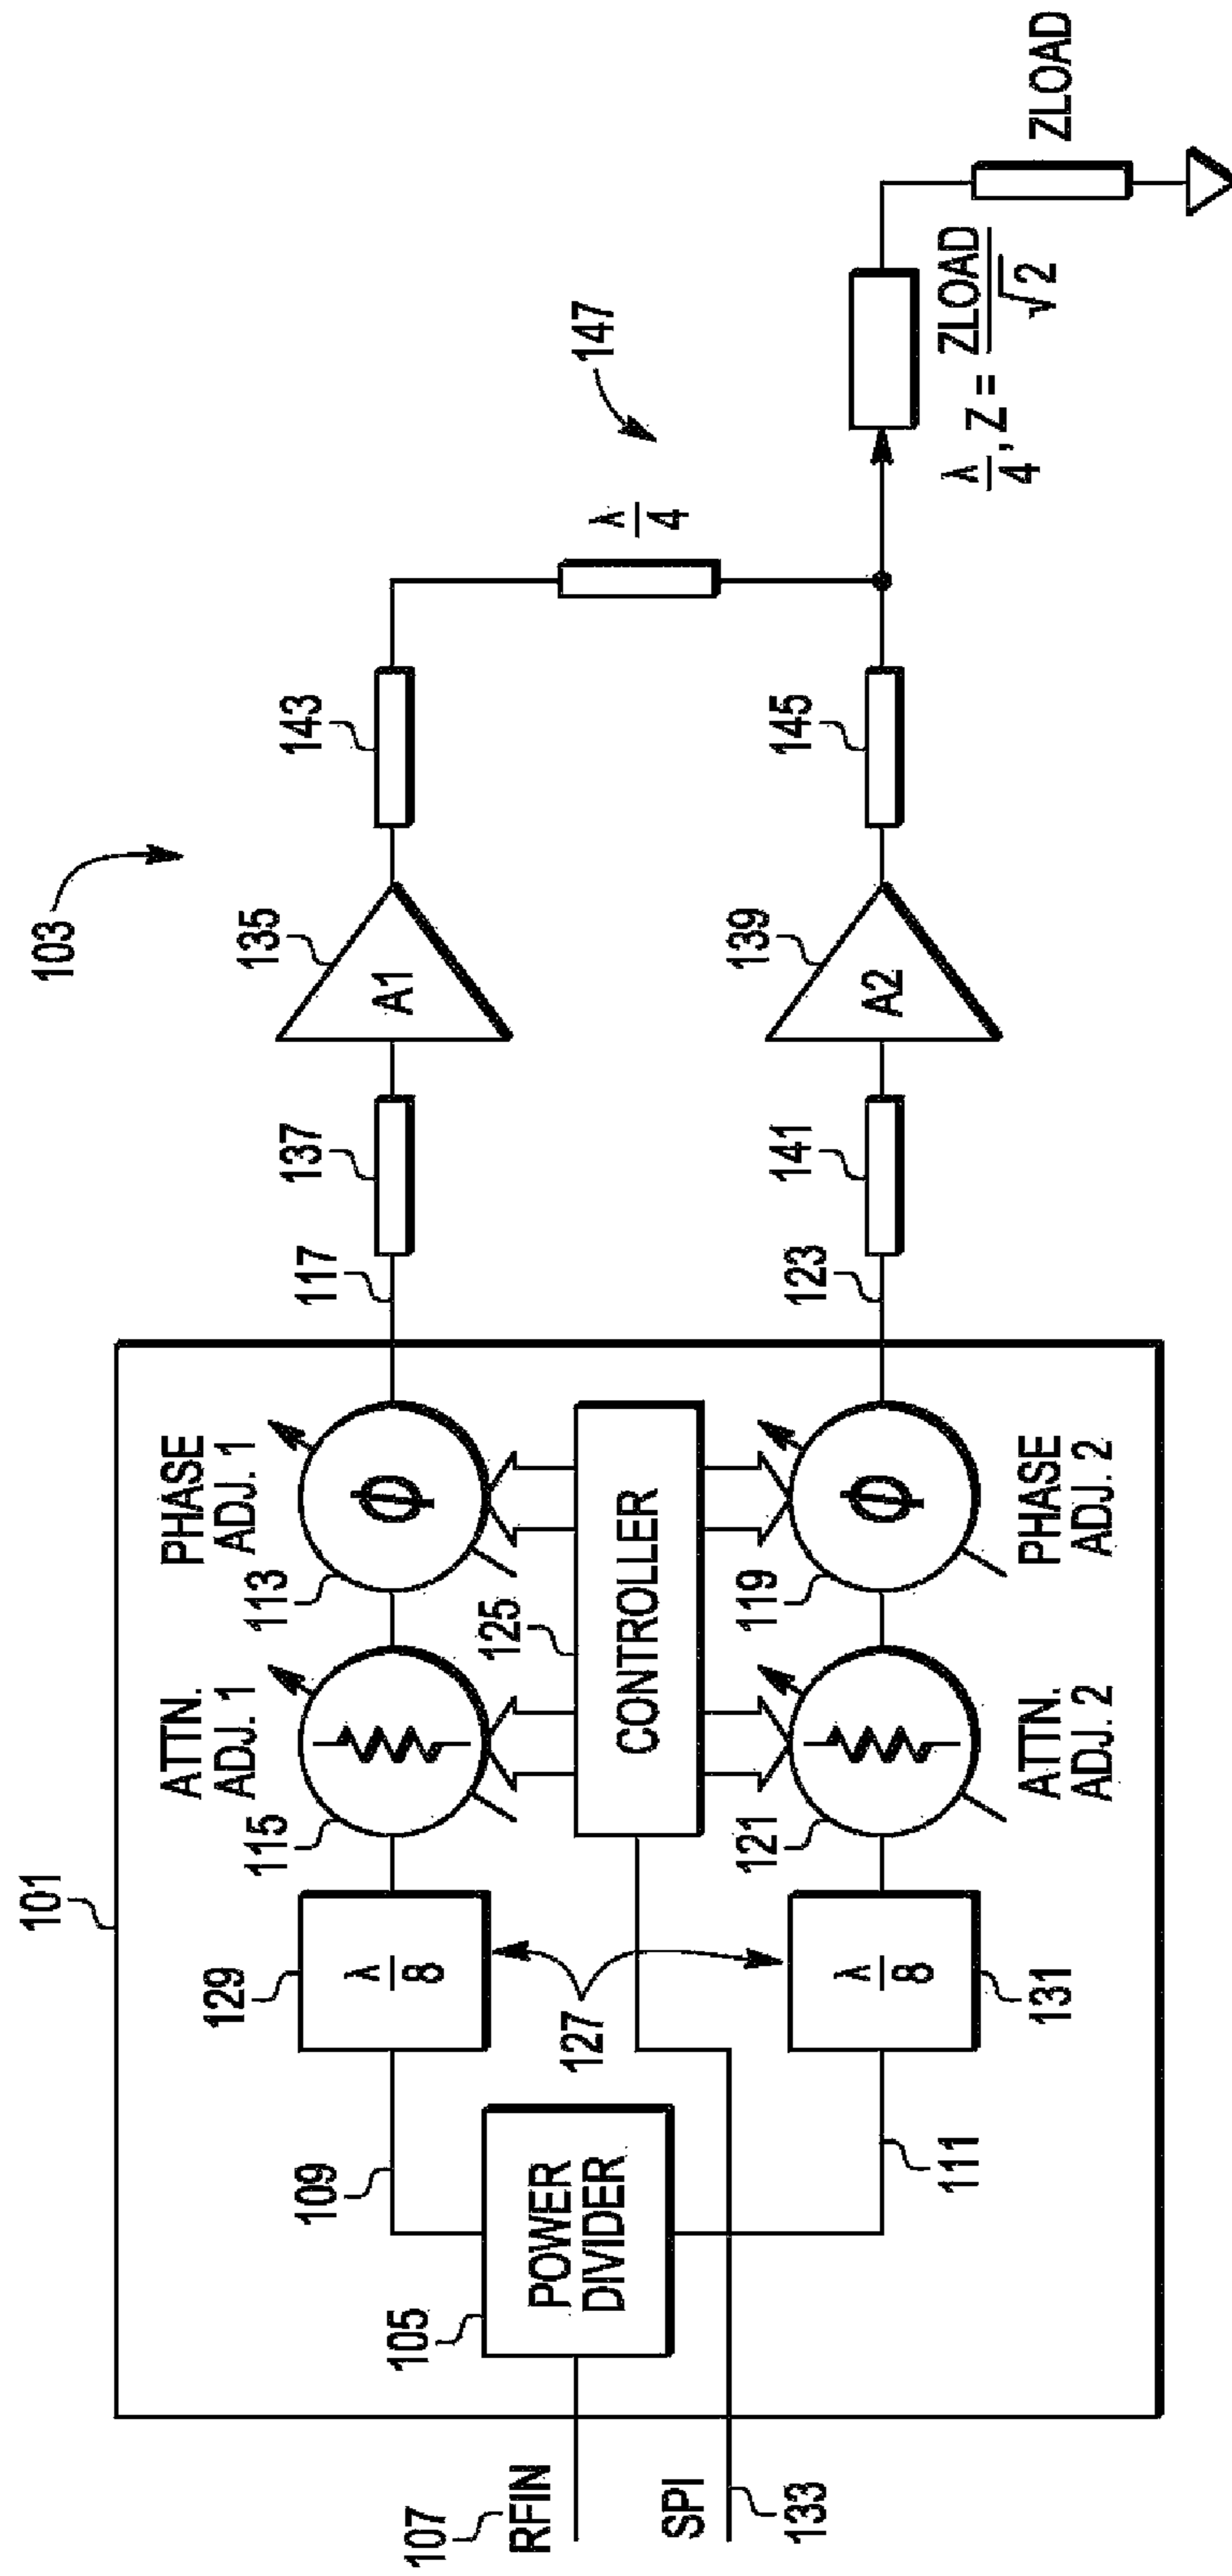 103
101
107
RFIN
SPI
133
105
POWER
DIVIDER
109
111
129
λ/8
127
131
λ/8
ATTN.
ADJ. 1
115
PHASE
ADJ. 1
113
Φ
125
CONTROLLER
121
ATTN.
ADJ. 2
119
Φ
PHASE
ADJ. 2
117
137
135
A1
143
123
141
139
A2
145
λ/4
147
λ/4, Z = ZLOAD/√2
ZLOAD